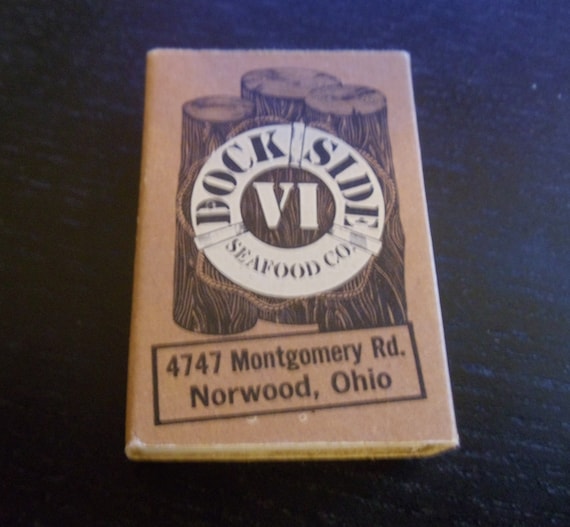 DOCK SIDE
VI
SEAFOOD CO.
4747 Montgomery Rd.
Norwood, Ohio